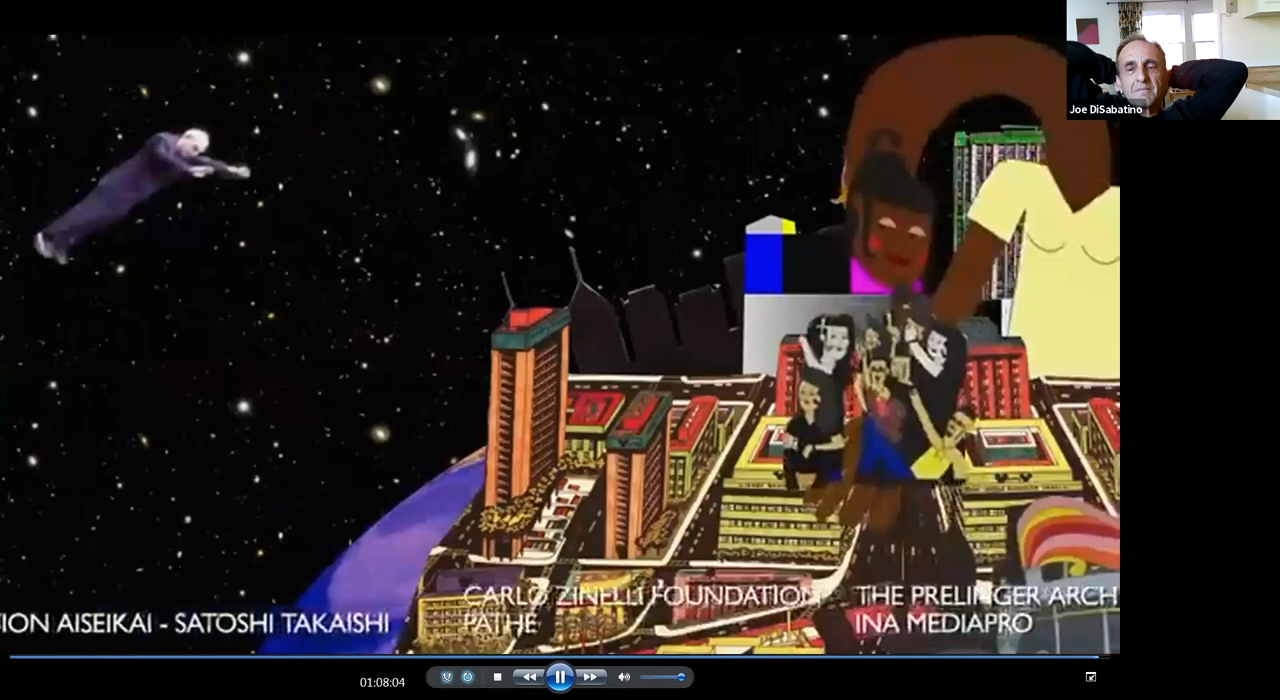 Joe DiSabatino
CARLO ZINELLI FOUNDATION
THE PRELINGER ARCH
ION AISEIKAI - SATOSHI TAKAISHI
PATHE
INA MEDIAPRO
01:08:04